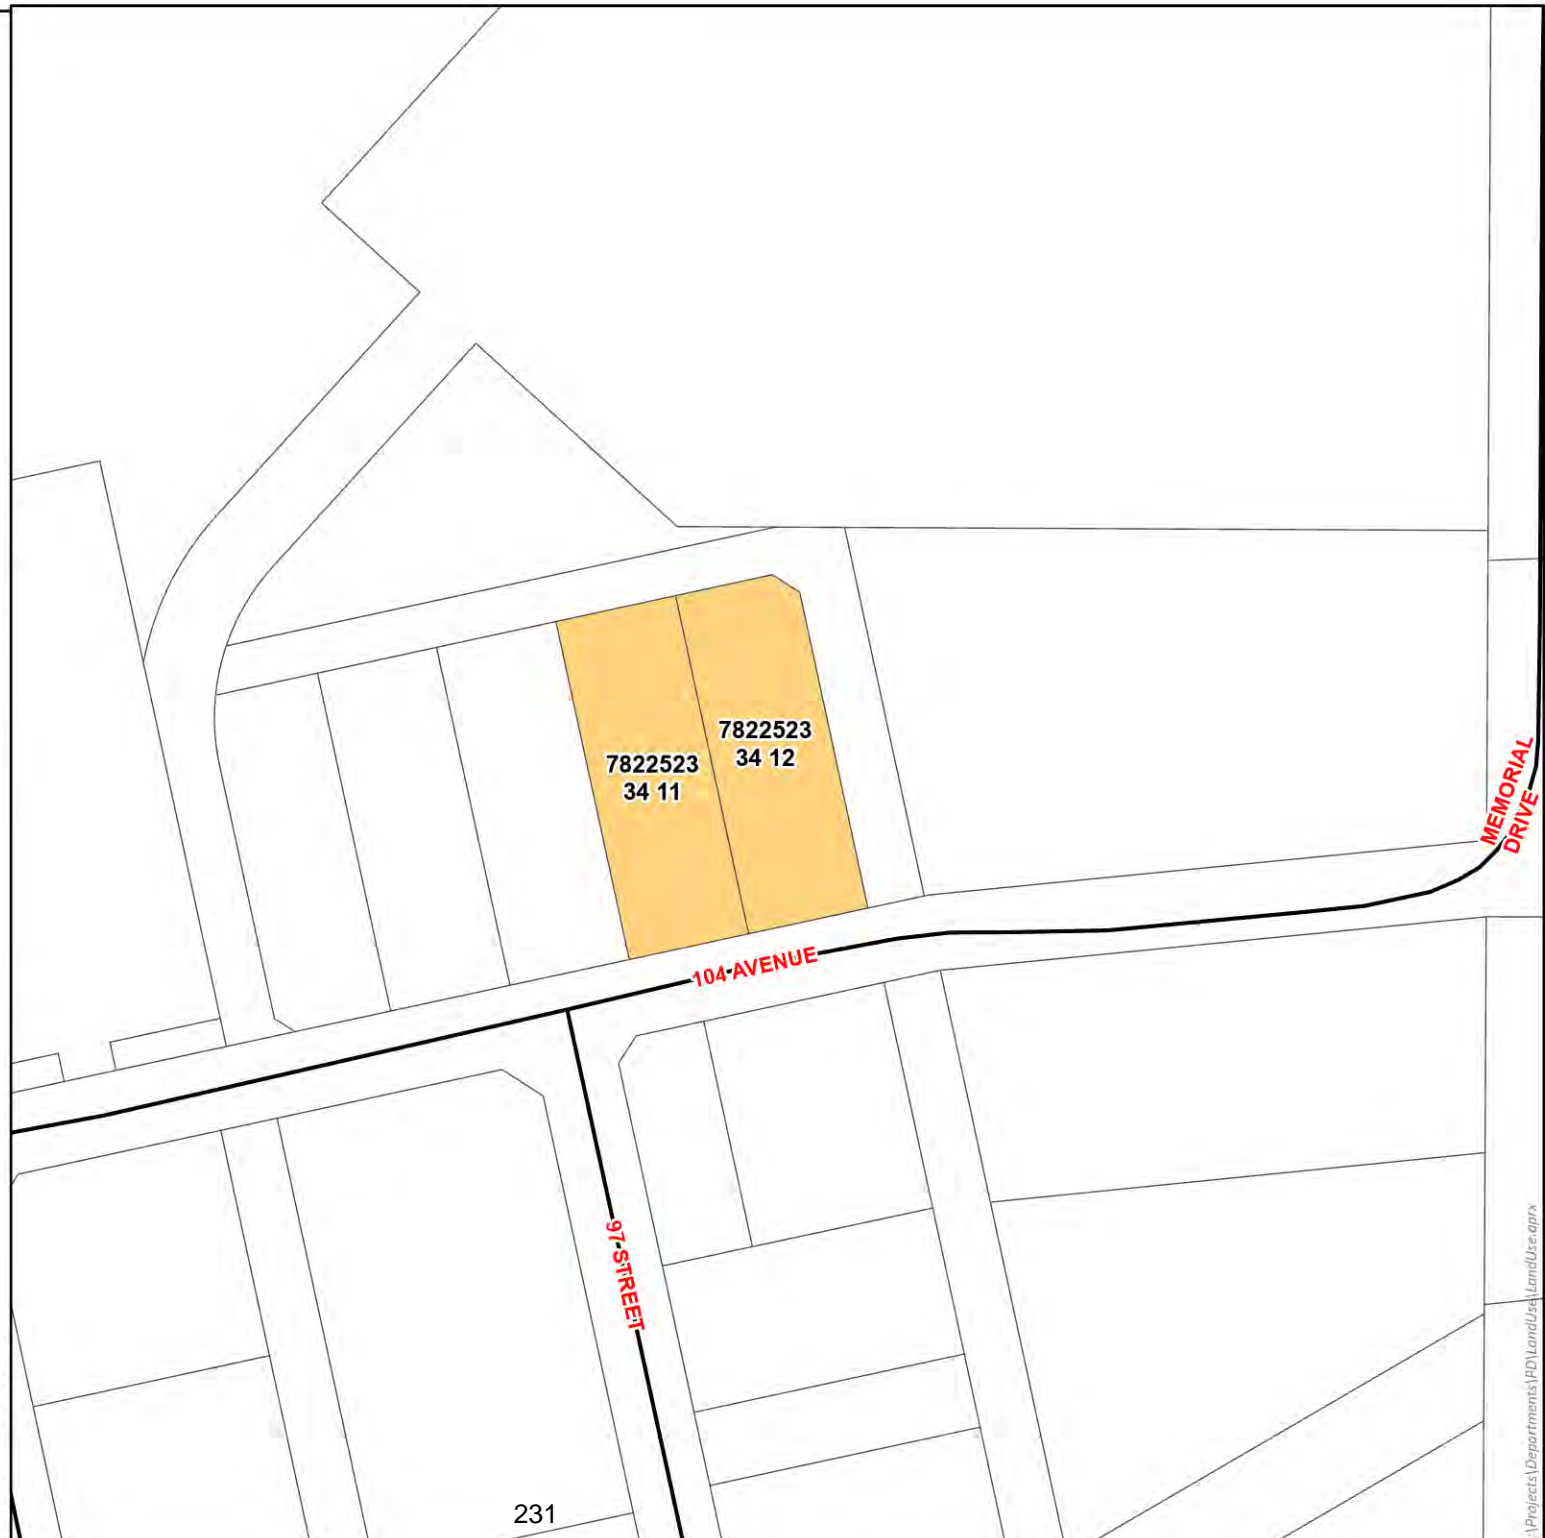 7822523
34 12
7822523
34 11
MEMORIAL
DRIVE
104 AVENUE
97 STREET
231
\Projects\Departments\PD\LandUse\LandUse.aprx